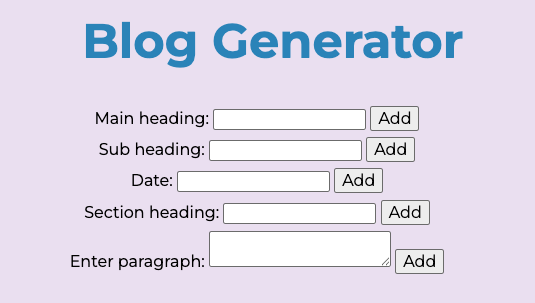 Blog Generator
Main heading: Add
Sub heading: Add
Date: Add
Section heading: Add
Enter paragraph: Add